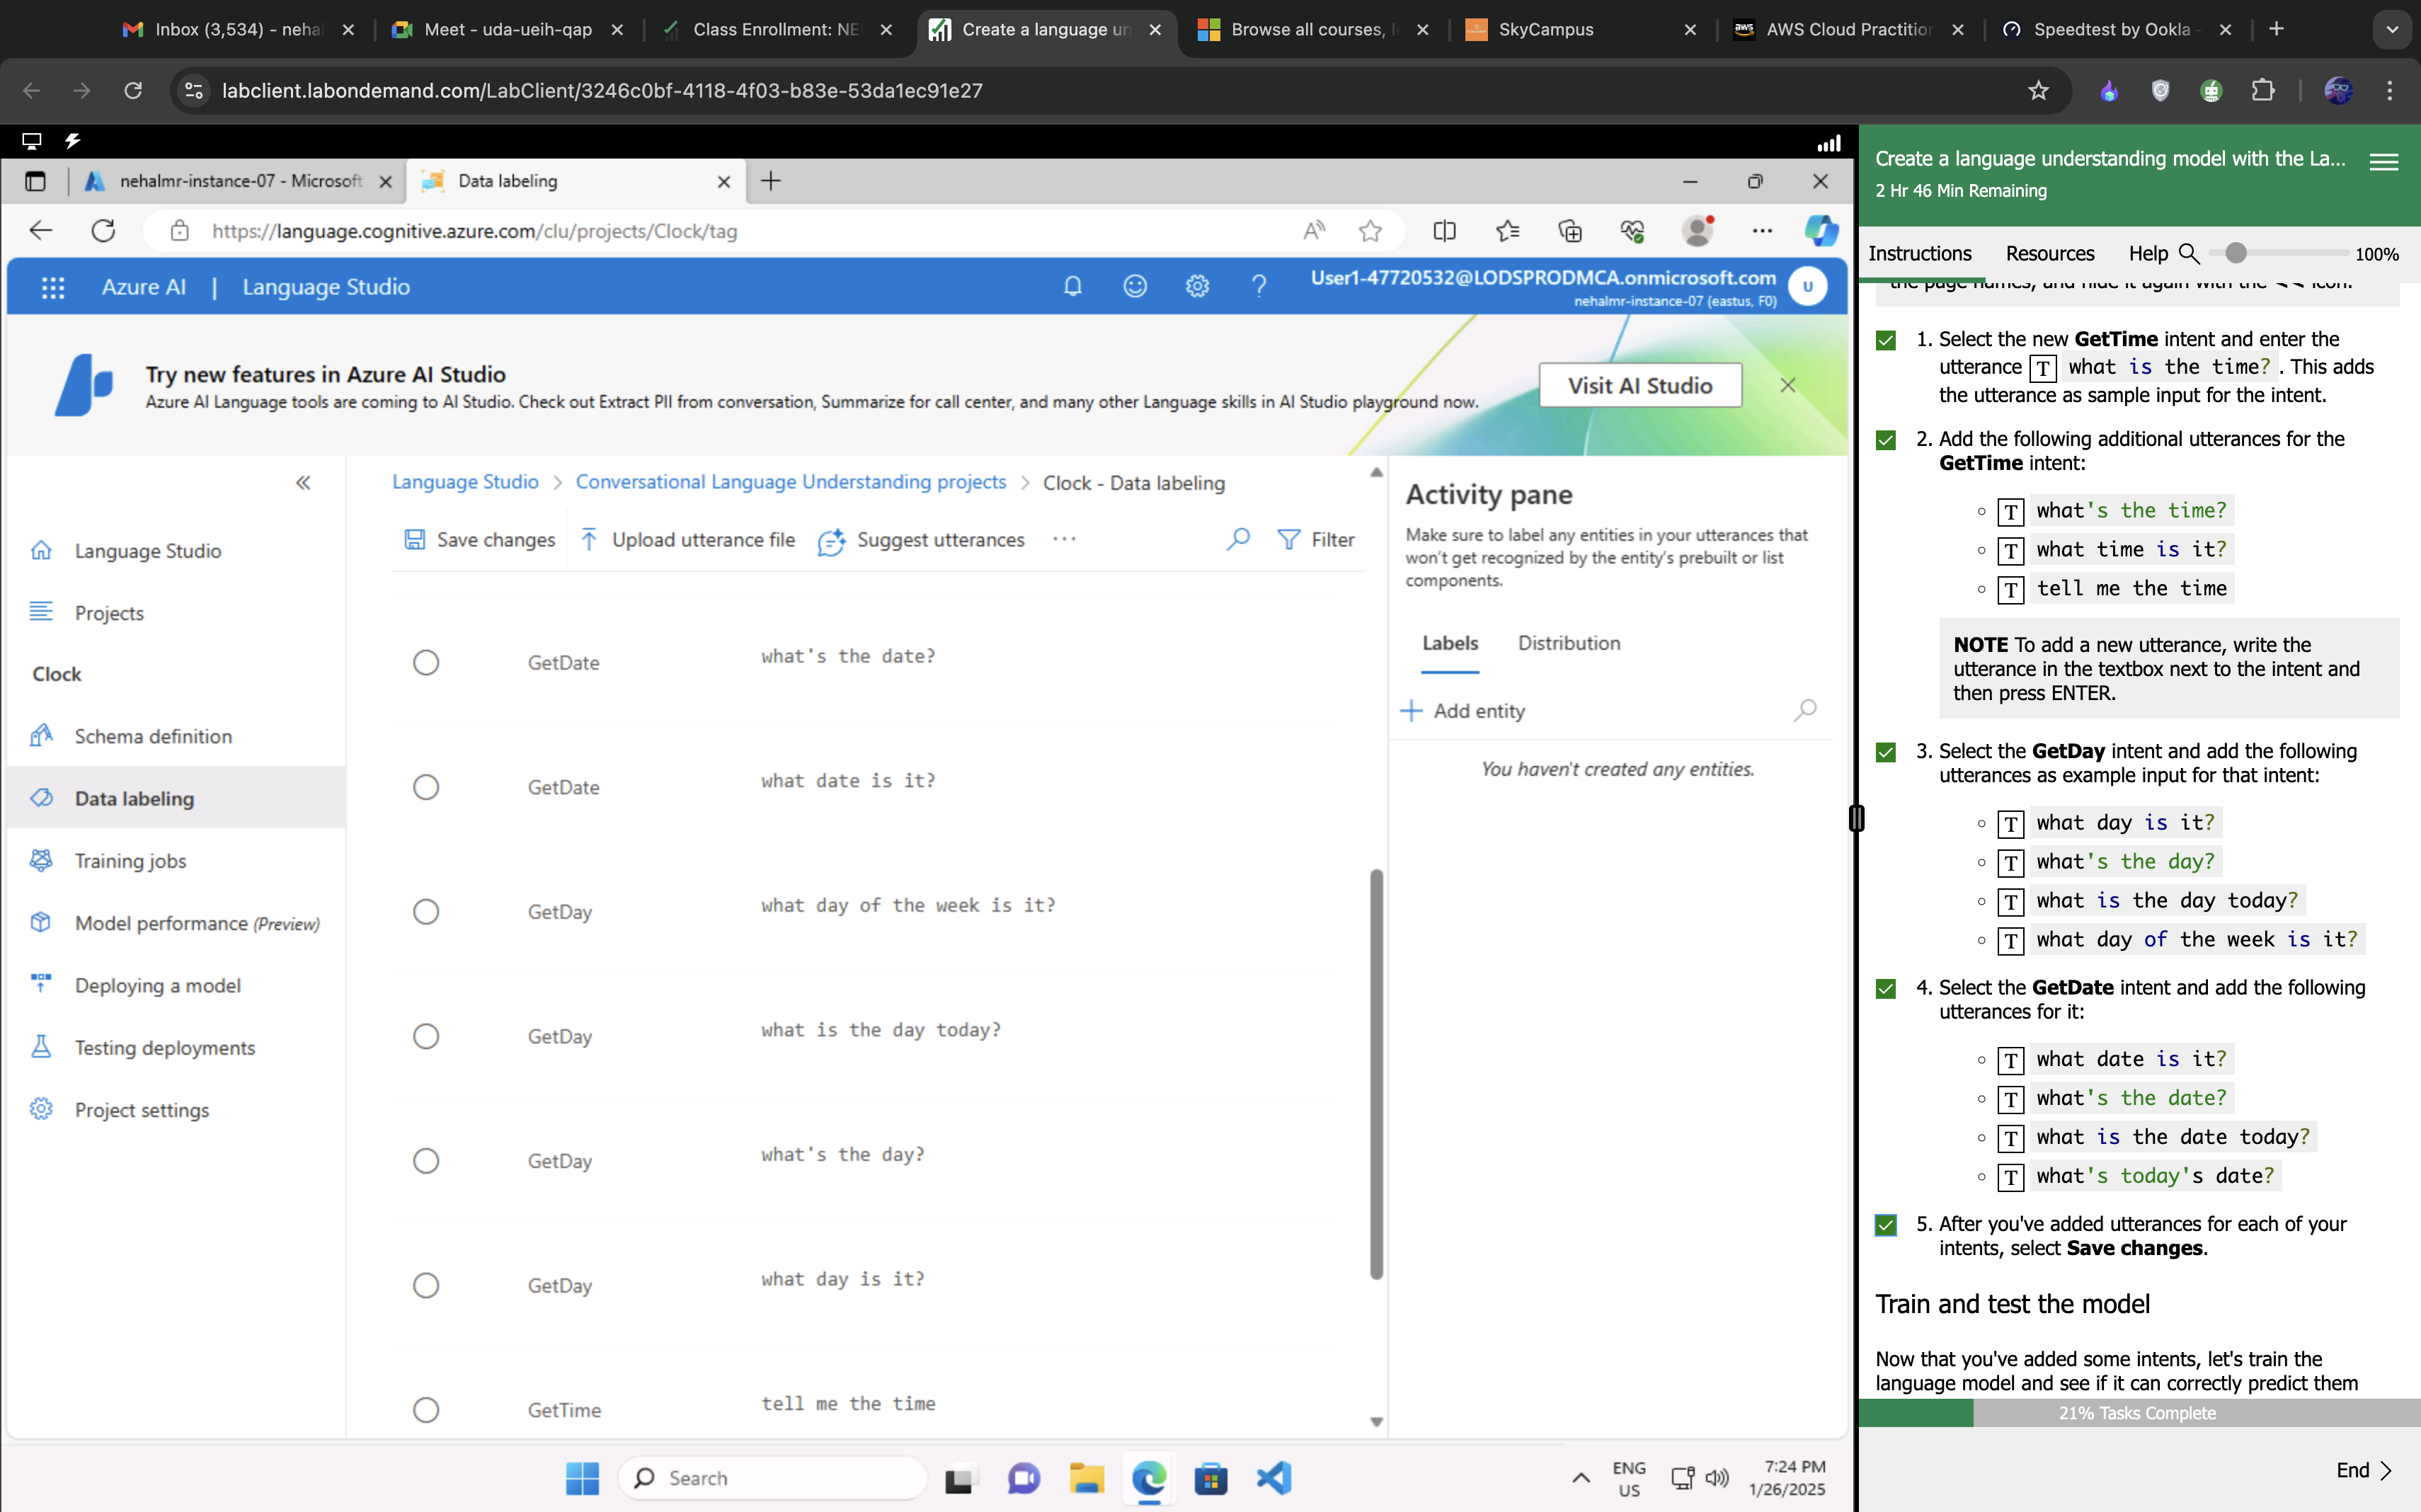 Inbox (3,534) - neha
Meet - uda-ueih-qap
Class Enrollment: NE
Create a language un
Browse all courses, l
SkyCampus
aws
AWS Cloud Practition
Speedtest by Ookla -
labclient.labondemand.com/LabClient/3246c0bf-4118-4f03-b83e-53da1ec91e27
nehalmr-instance-07 - Microsoft
Data labeling
https://language.cognitive.azure.com/clu/projects/Clock/tag
Azure AI | Language Studio
User1-47720532@LODSPRODMCA.onmicrosoft.com
nehalmr-instance-07 (eastus, F0)
U
Try new features in Azure AI Studio
Azure AI Language tools are coming to AI Studio. Check out Extract PII from conversation, Summarize for call center, and many other Language skills in AI Studio playground now.
Visit AI Studio
Language Studio
Projects
Clock
Schema definition
Data labeling
Training jobs
Model performance (Preview)
Deploying a model
Testing deployments
Project settings
Language Studio > Conversational Language Understanding projects > Clock - Data labeling
Save changes
Upload utterance file
Suggest utterances
...
Filter
GetDate what's the date?
GetDate what date is it?
GetDay what day of the week is it?
GetDay what is the day today?
GetDay what's the day?
GetDay what day is it?
GetTime tell me the time
Activity pane
Make sure to label any entities in your utterances that
won't get recognized by the entity's prebuilt or list
components.
Labels Distribution
Add entity
You haven't created any entities.
Search
ENG
US
7:24 PM
1/26/2025
Create a language understanding model with the La...
2 Hr 46 Min Remaining
Instructions Resources Help 100%
the page names, and hide it again with the << icon.
1. Select the new GetTime intent and enter the
utterance T what is the time? . This adds
the utterance as sample input for the intent.
2. Add the following additional utterances for the
GetTime intent:
T what's the time?
T what time is it?
T tell me the time
NOTE To add a new utterance, write the
utterance in the textbox next to the intent and
then press ENTER.
3. Select the GetDay intent and add the following
utterances as example input for that intent:
T what day is it?
T what's the day?
T what is the day today?
T what day of the week is it?
4. Select the GetDate intent and add the following
utterances for it:
T what date is it?
T what's the date?
T what is the date today?
T what's today's date?
5. After you've added utterances for each of your
intents, select Save changes.
Train and test the model
Now that you've added some intents, let's train the
language model and see if it can correctly predict them
21% Tasks Complete
End >